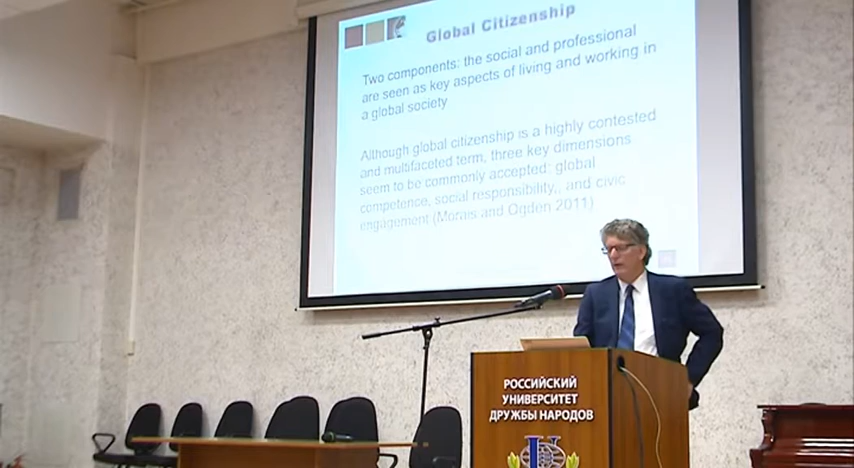 Global Citizenship
Two components: the social and professional
are seen as key aspects of living and working in
a global society
Although global citizenship is a highly contested
and multifaceted term, three key dimensions
seem to be commonly accepted: global
competence, social responsibility,, and civic
engagement (Morais and Ogden 2011)
РОССИЙСКИЙ
УНИВЕРСИТЕТ
ДРУЖБЫ НАРОДОВ